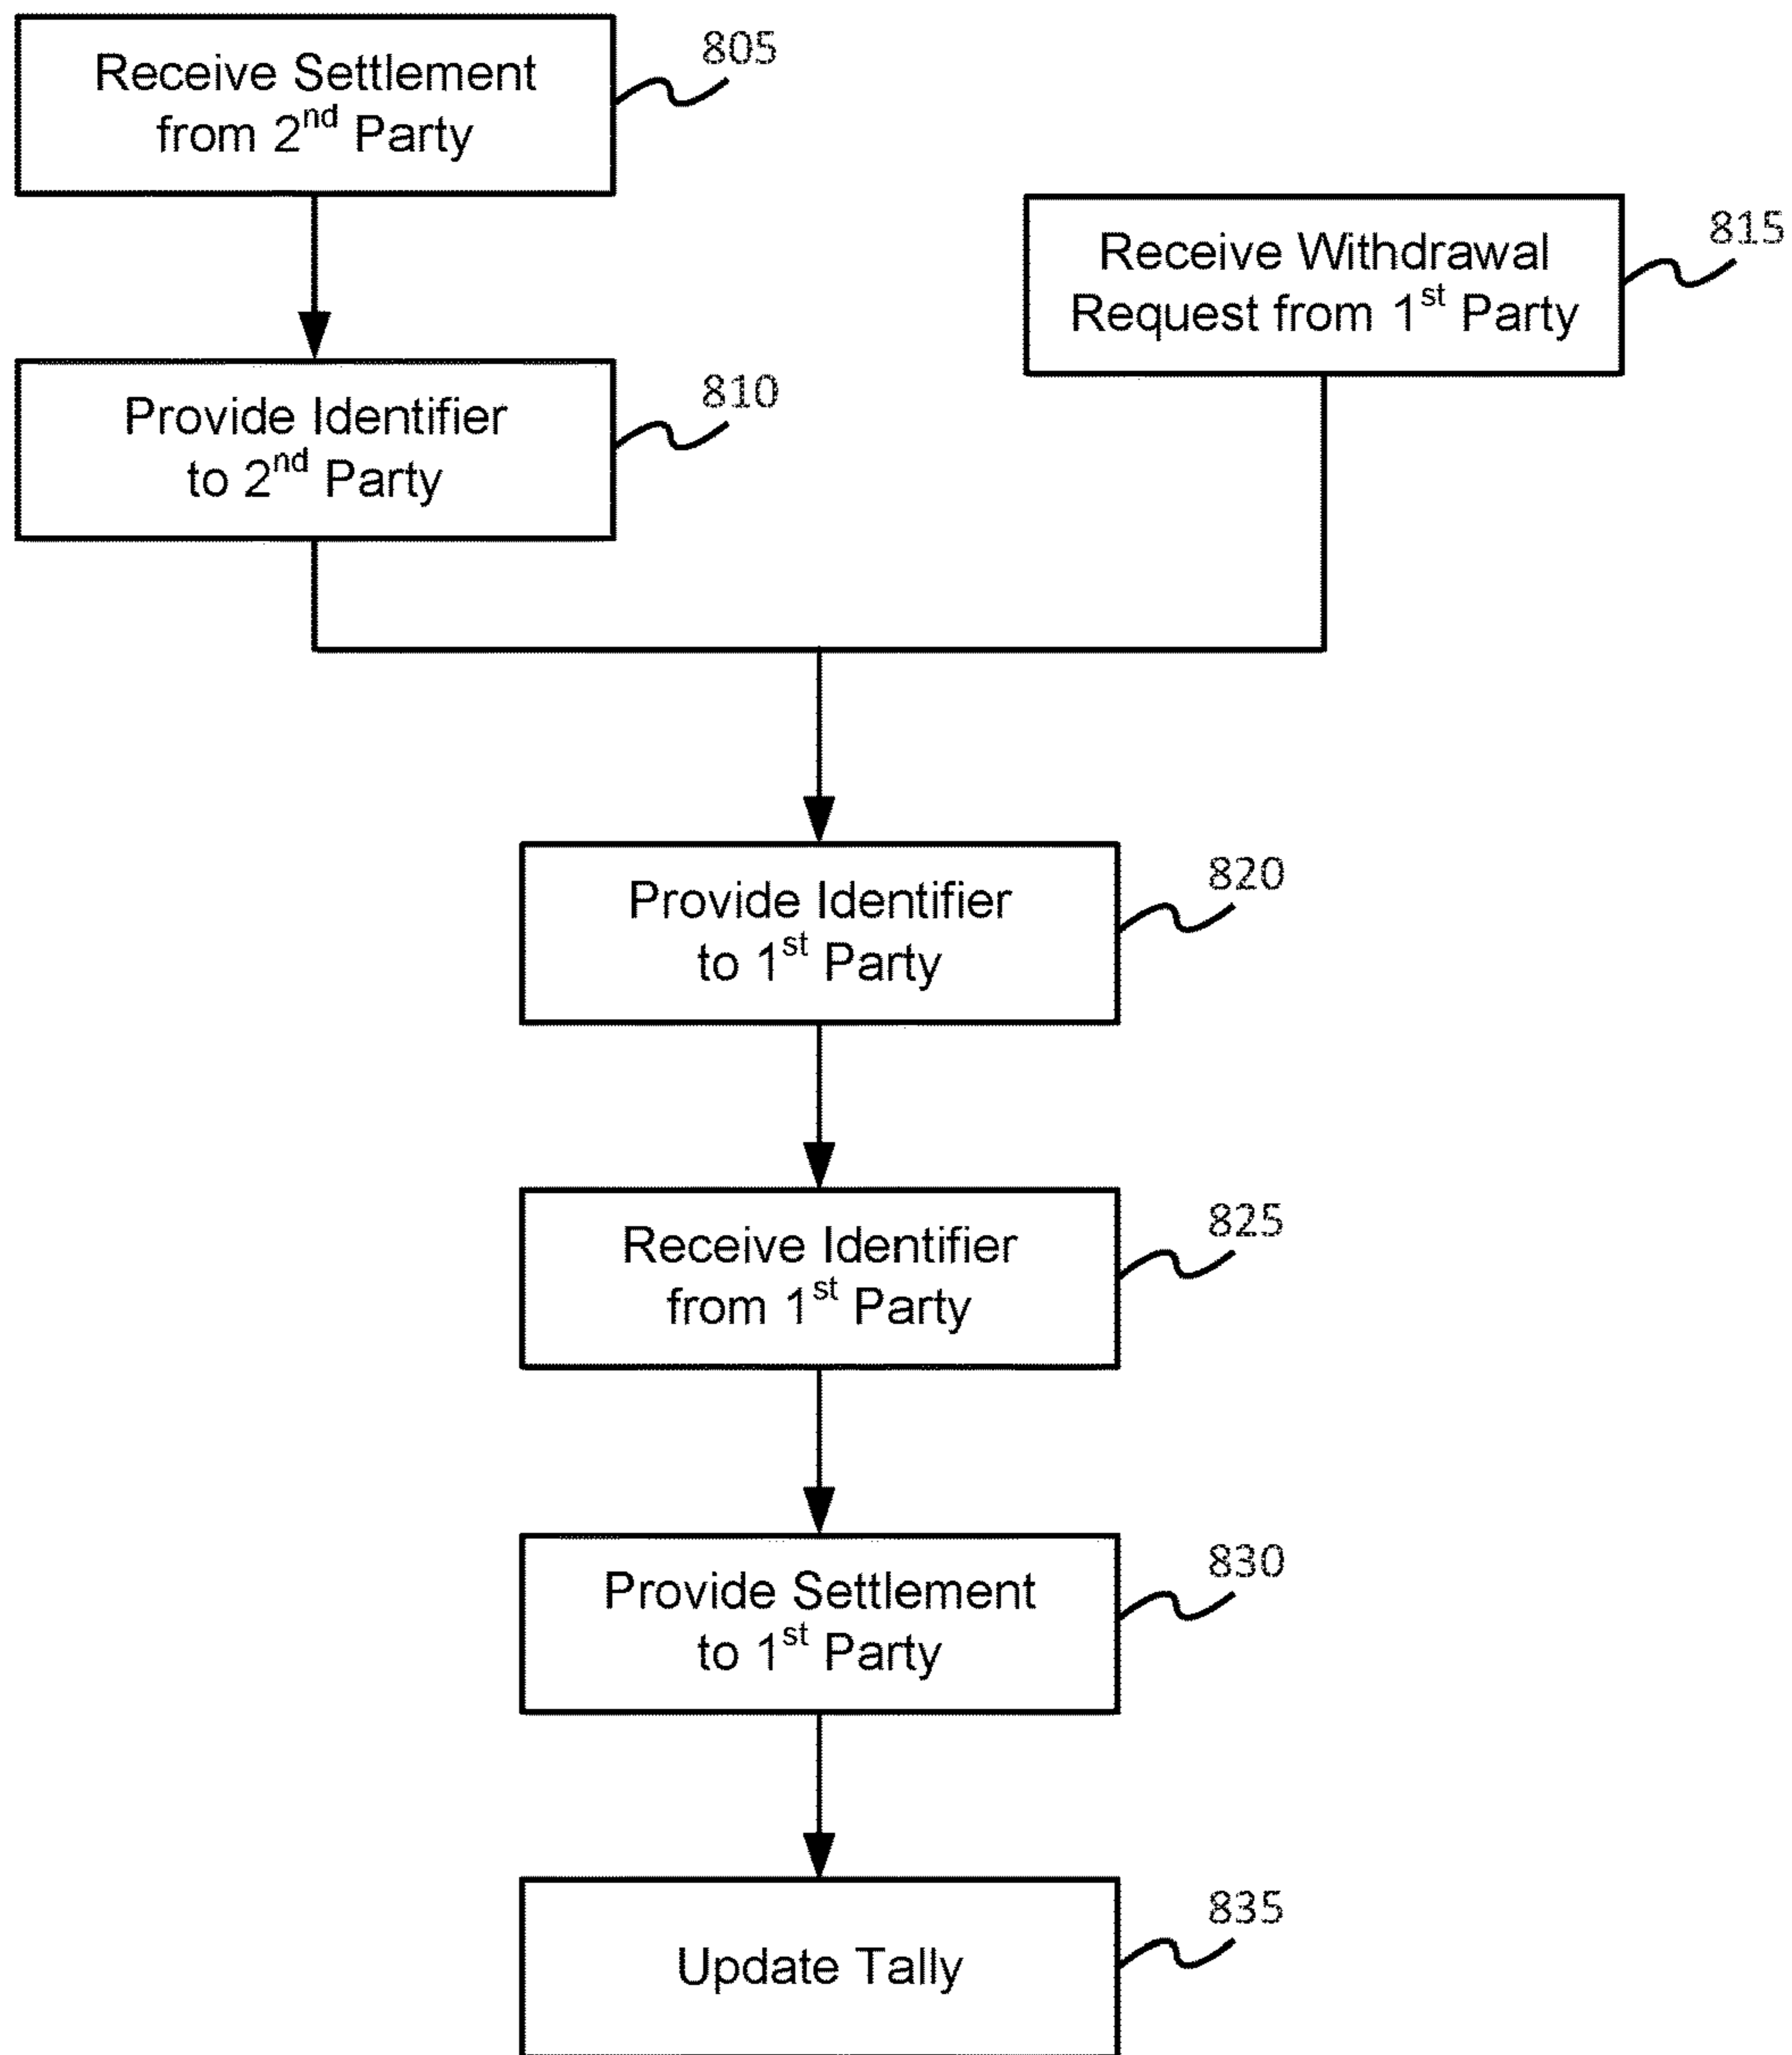 Receive Settlement
from 2nd Party
805
Receive Withdrawal
Request from 1st Party
815
Provide Identifier
to 2nd Party
810
Provide Identifier
to 1st Party
820
Receive Identifier
from 1st Party
825
Provide Settlement
to 1st Party
830
Update Tally
835